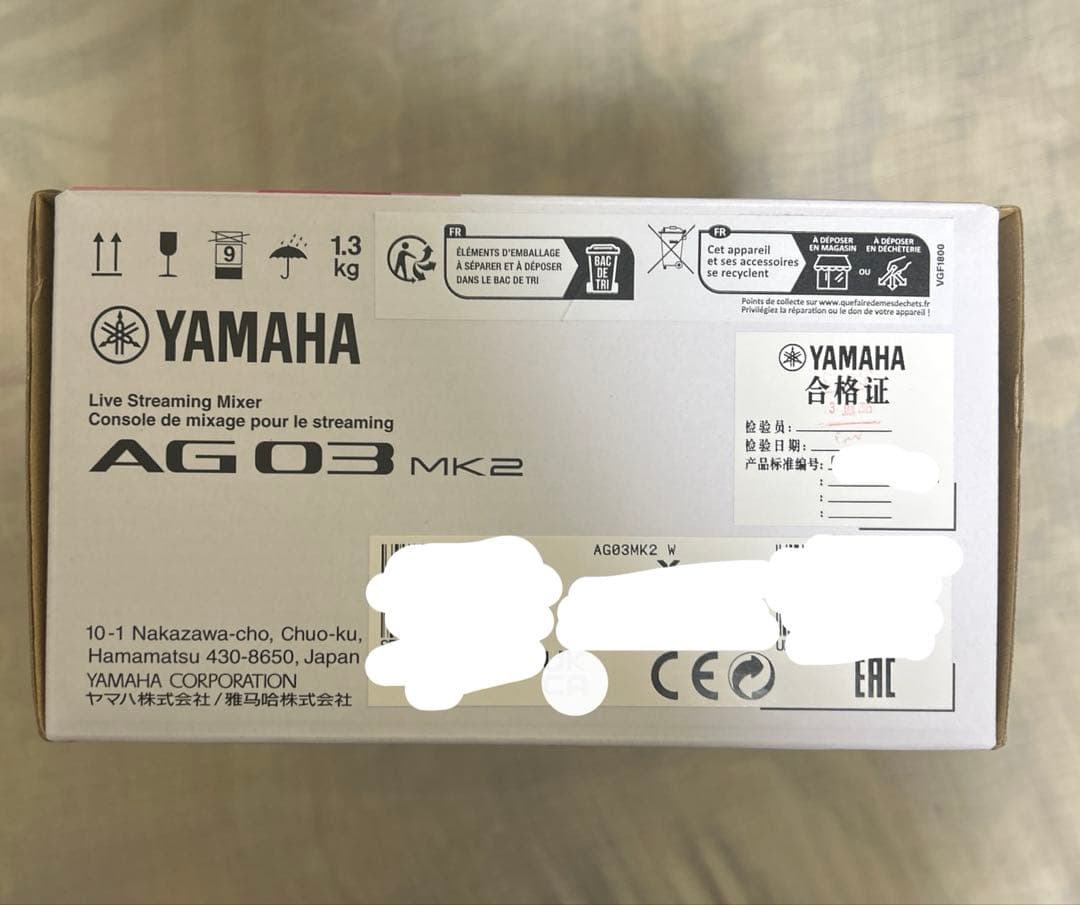 1.3
kg
9
FR
ÉLÉMENTS D'EMBALLAGE
À SÉPARER ET À DÉPOSER
DANS LE BAC DE TRI
BAC
DE
TRI
FR
Cet appareil
et ses accessoires
se recyclent
À DÉPOSER
EN MAGASIN
OU
À DÉPOSER
EN DÉCHÈTERIE
Points de collecte sur www.quefairedemesdechets.fr
Privilégiez la réparation ou le don de votre appareil !
VGF1800
YAMAHA
Live Streaming Mixer
Console de mixage pour le streaming
AG03 MK2
YAMAHA
合格证
检验员:
检验日期:
产品标准编号:
AG03MK2 W
10-1 Nakazawa-cho, Chuo-ku,
Hamamatsu 430-8650, Japan
YAMAHA CORPORATION
ヤマハ株式会社/雅马哈株式会社
CE
EAC